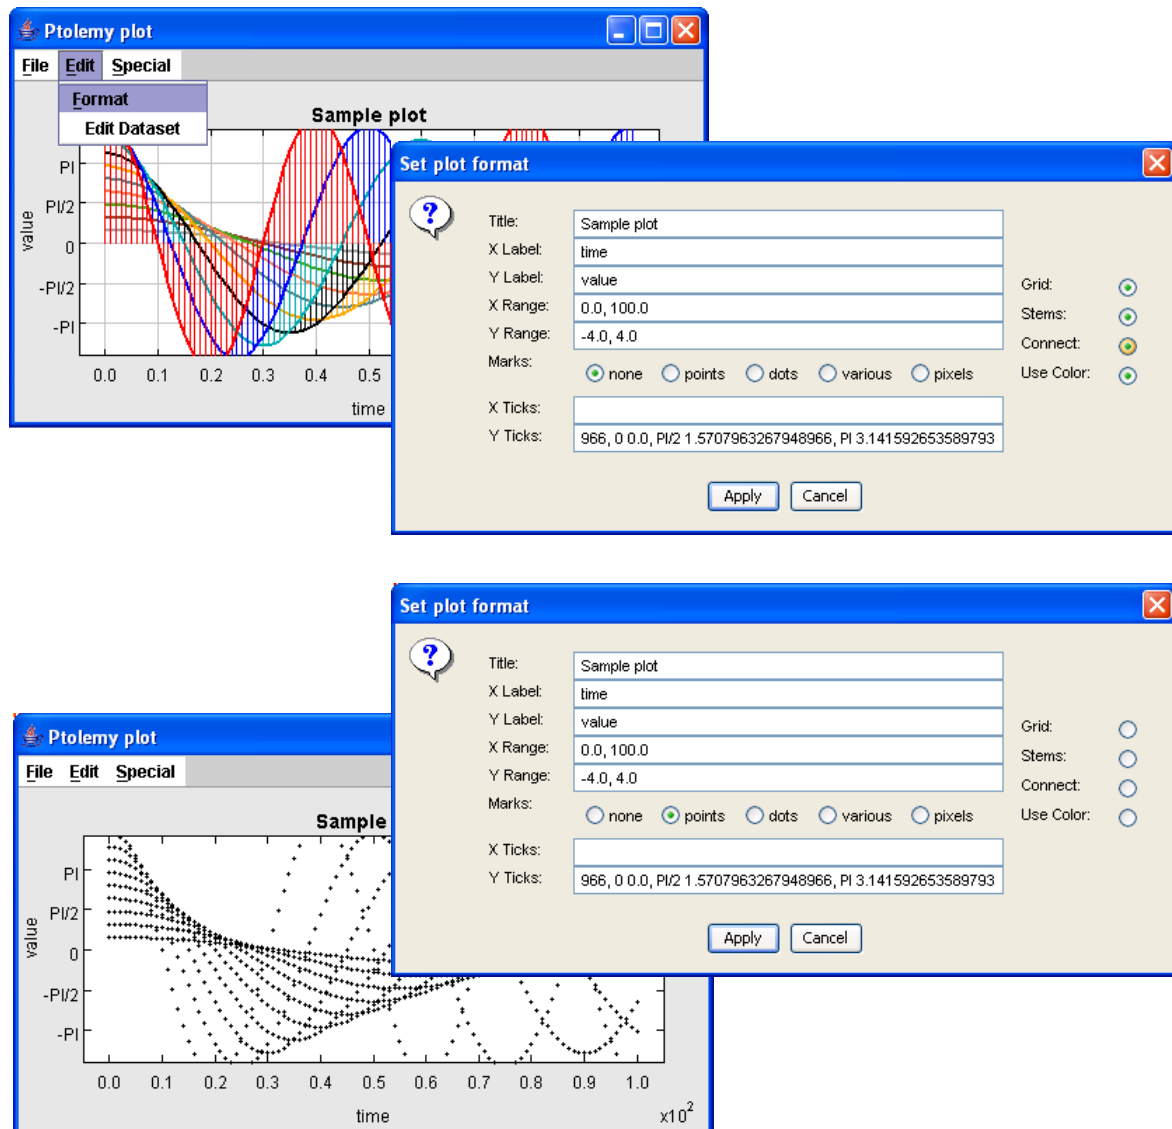 Ptolemy plot
File Edit Special
Format
Edit Dataset
Sample plot
PI
PI/2
0
-PI/2
-PI
value
0.0 0.1 0.2 0.3 0.4 0.5
time
Set plot format
?
Title: Sample plot
X Label: time
Y Label: value
X Range: 0.0, 100.0
Y Range: -4.0, 4.0
Marks: none points dots various pixels
X Ticks:
Y Ticks: 966, 0 0.0, PI/2 1.5707963267948966, PI 3.141592653589793
Grid:
Stems:
Connect:
Use Color:
Apply Cancel
Set plot format
?
Title: Sample plot
X Label: time
Y Label: value
X Range: 0.0, 100.0
Y Range: -4.0, 4.0
Marks: none points dots various pixels
X Ticks:
Y Ticks: 966, 0 0.0, PI/2 1.5707963267948966, PI 3.141592653589793
Grid:
Stems:
Connect:
Use Color:
Apply Cancel
Ptolemy plot
File Edit Special
Sample
PI
PI/2
0
-PI/2
-PI
value
0.0 0.1 0.2 0.3 0.4 0.5 0.6 0.7 0.8 0.9 1.0
time x10²